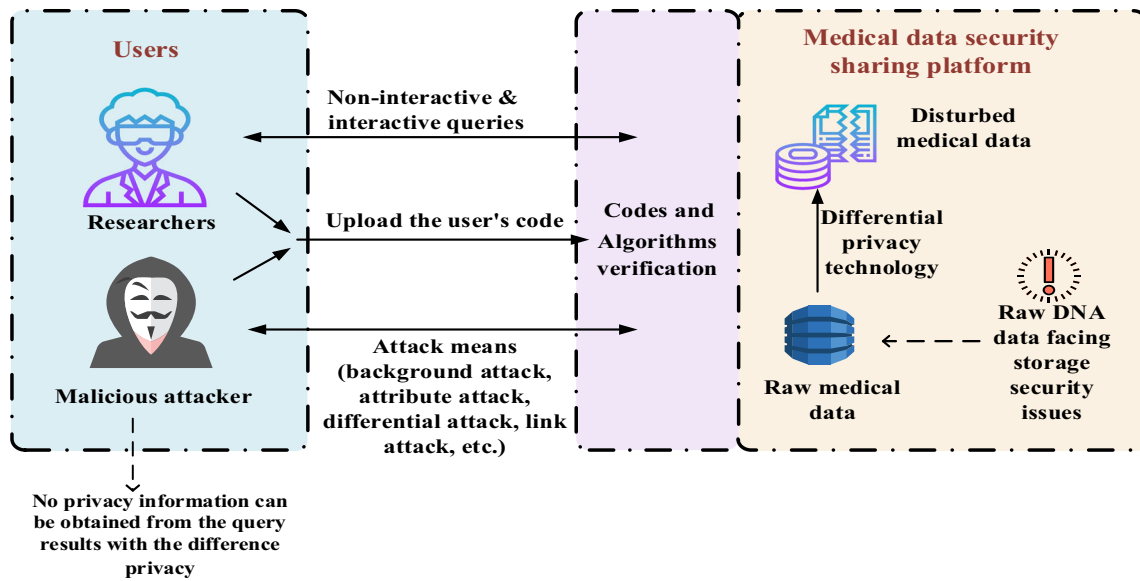 Users
Researchers
Malicious attacker
No privacy information can
be obtained from the query
results with the difference
privacy
Non-interactive &
interactive queries
Upload the user's code
Attack means
(background attack,
attribute attack,
differential attack, link
attack, etc.)
Codes and
Algorithms
verification
Medical data security
sharing platform
Disturbed
medical data
Differential
privacy
technology
Raw medical
data
Raw DNA
data facing
storage
security
issues